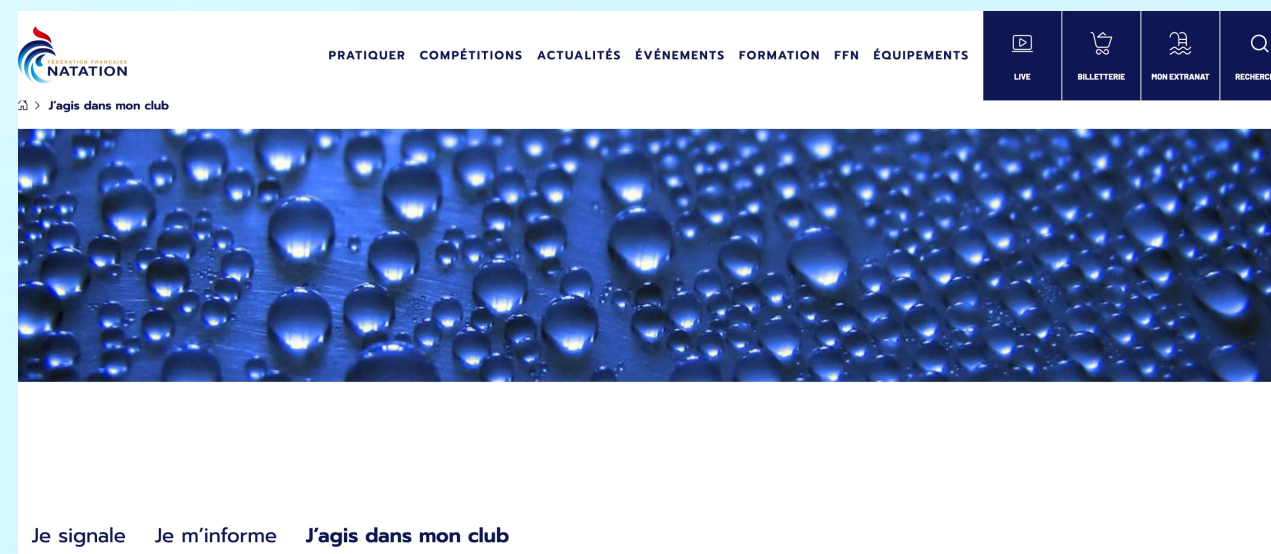 FÉDÉRATION FRANÇAISE
NATATION
PRATIQUER COMPÉTITIONS ACTUALITÉS ÉVÉNEMENTS FORMATION FFN ÉQUIPEMENTS
LIVE BILLETTERIE MON EXTRANAT
> J'agis dans mon club
Je signale Je m'informe J'agis dans mon club